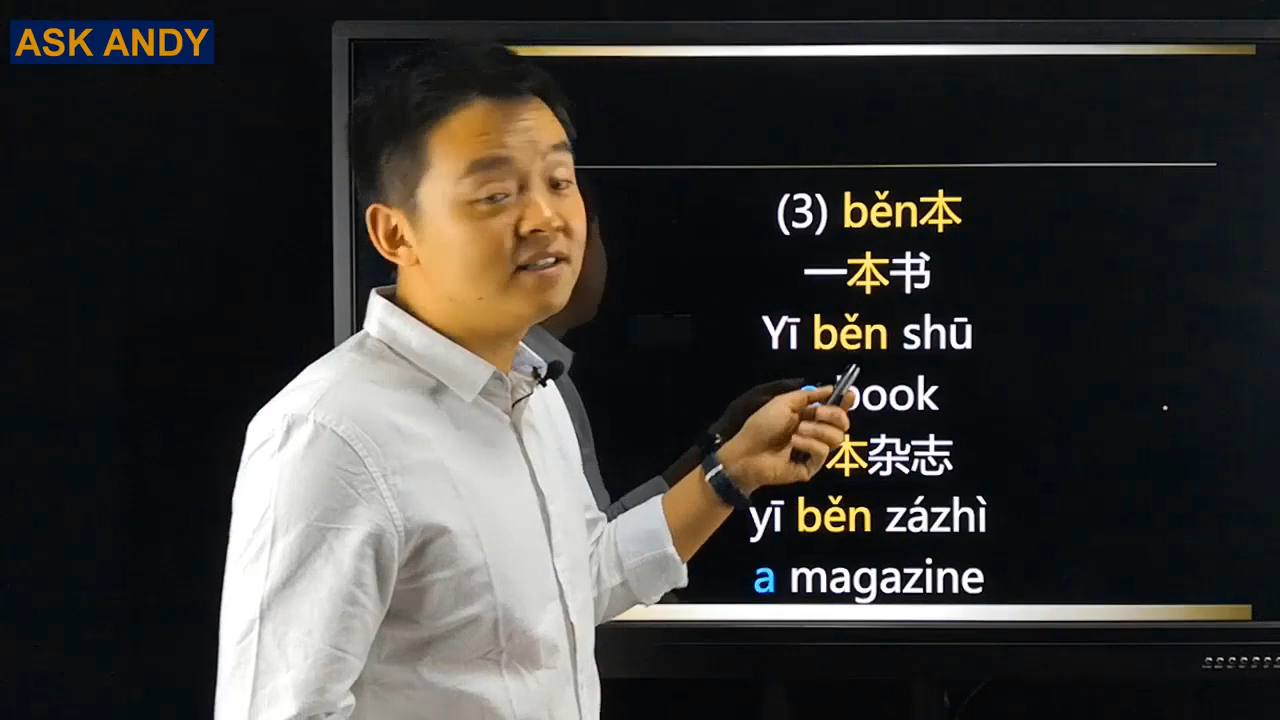 ASK ANDY
(3) běn本
一本书
Yī běn shū
book
本杂志
yī běn zázhì
a magazine